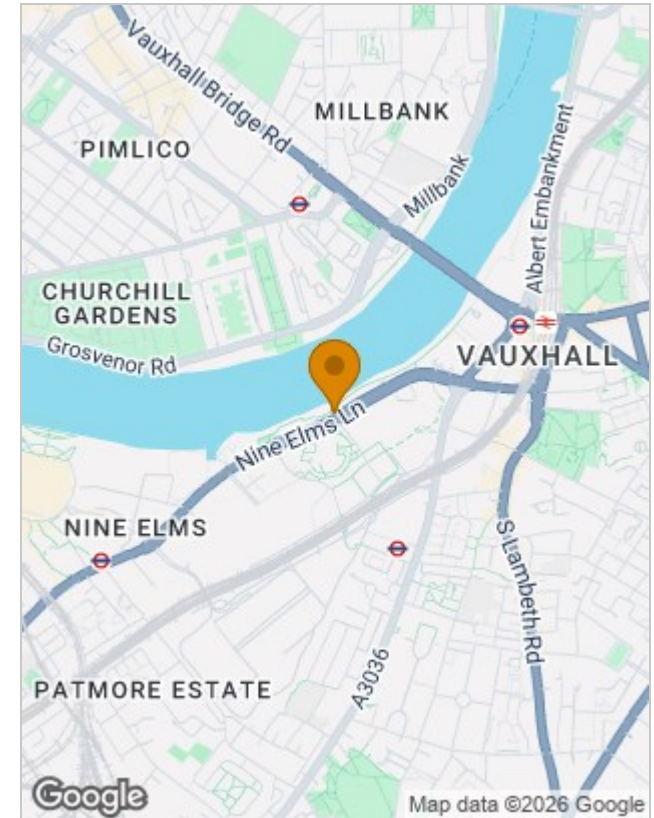 Vauxhall Bridge Rd
MILLBANK
PIMLICO
Millbank
Albert Embankment
CHURCHILL
GARDENS
Grosvenor Rd
VAUXHALL
Nine Elms Ln
NINE ELMS
S Lambeth Rd
A3036
PATMORE ESTATE
Google
Map data ©2026 Google